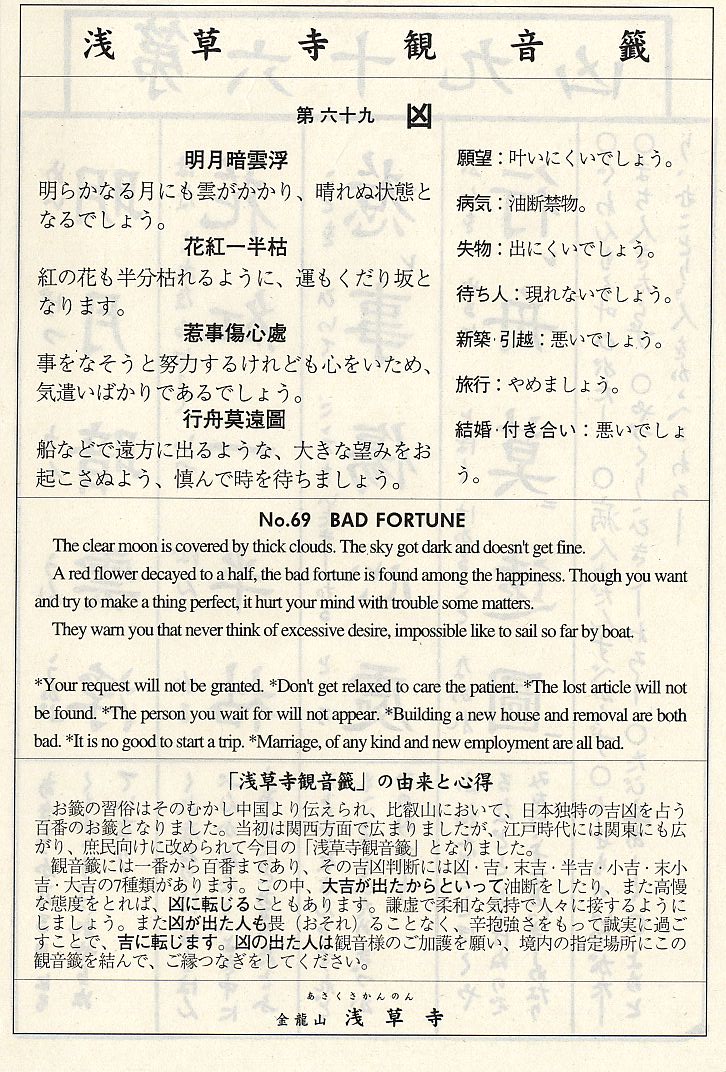 浅草寺観音籤
第六十九 凶
明月暗雲浮
明らかなる月にも雲がかかり、晴れぬ状態と
なるでしょう。
花紅一半枯
紅の花も半分枯れるように、運もくだり坂と
なります。
惹事傷心處
事をなそうと努力するけれども心をいため、
気遣いばかりであるでしょう。
行舟莫遠圖
船などで遠方に出るような、大きな望みをお
起こさぬよう、慎んで時を待ちましょう。
願望：叶いにくいでしょう。
病気：油断禁物。
失物：出にくいでしょう。
待ち人：現れないでしょう。
新築・引越：悪いでしょう。
旅行：やめましょう。
結婚・付き合い：悪いでしょ
う。
No.69 BAD FORTUNE
The clear moon is covered by thick clouds. The sky got dark and doesn't get fine.
A red flower decayed to a half, the bad fortune is found among the happiness. Though you want
and try to make a thing perfect, it hurt your mind with trouble some matters.
They warn you that never think of excessive desire, impossible like to sail so far by boat.
*Your request will not be granted. *Don't get relaxed to care the patient. *The lost article will not
be found. *The person you wait for will not appear. *Building a new house and removal are both
bad. *It is no good to start a trip. *Marriage, of any kind and new employment are all bad.
「浅草寺観音籤」の由来と心得
お籤の習俗はそのむかし中国より伝えられ、比叡山において、日本独特の吉凶を占う
百番のお籤となりました。当初は関西方面で広まりましたが、江戸時代には関東にも広
がり、庶民向けに改められて今日の「浅草寺観音籤」となりました。
観音籤には一番から百番まであり、その吉凶判断には凶・吉・末吉・半吉・小吉・末小
吉・大吉の7種類があります。この中、大吉が出たからといって油断をしたり、また高慢
な態度をとれば、凶に転じることもあります。謙虚で柔和な気持で人々に接するように
しましょう。また凶が出た人も畏（おそれ）ることなく、辛抱強さをもって誠実に過ご
すことで、吉に転じます。凶の出た人は観音様のご加護を願い、境内の指定場所にこの
観音籤を結んで、ご縁つなぎをしてください。
あさくさかんのん
金龍山 浅草寺